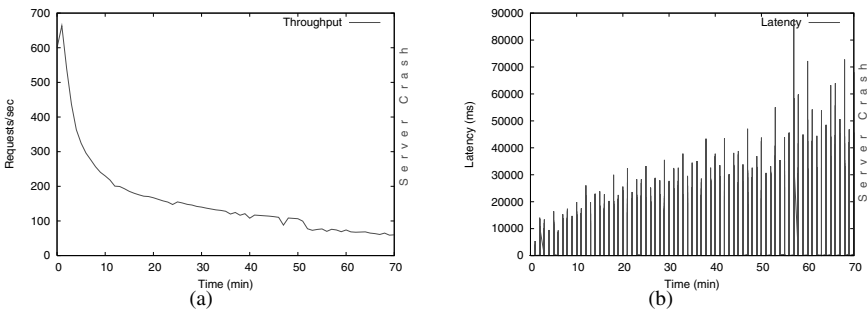 700
600
500
400
300
200
100
0
Requests/sec
Throughput
Server Crash
0 10 20 30 40 50 60 70
Time (min)
(a)
90000
80000
70000
60000
50000
40000
30000
20000
10000
0
Latency (ms)
Latency
Server Crash
0 10 20 30 40 50 60 70
Time (min)
(b)